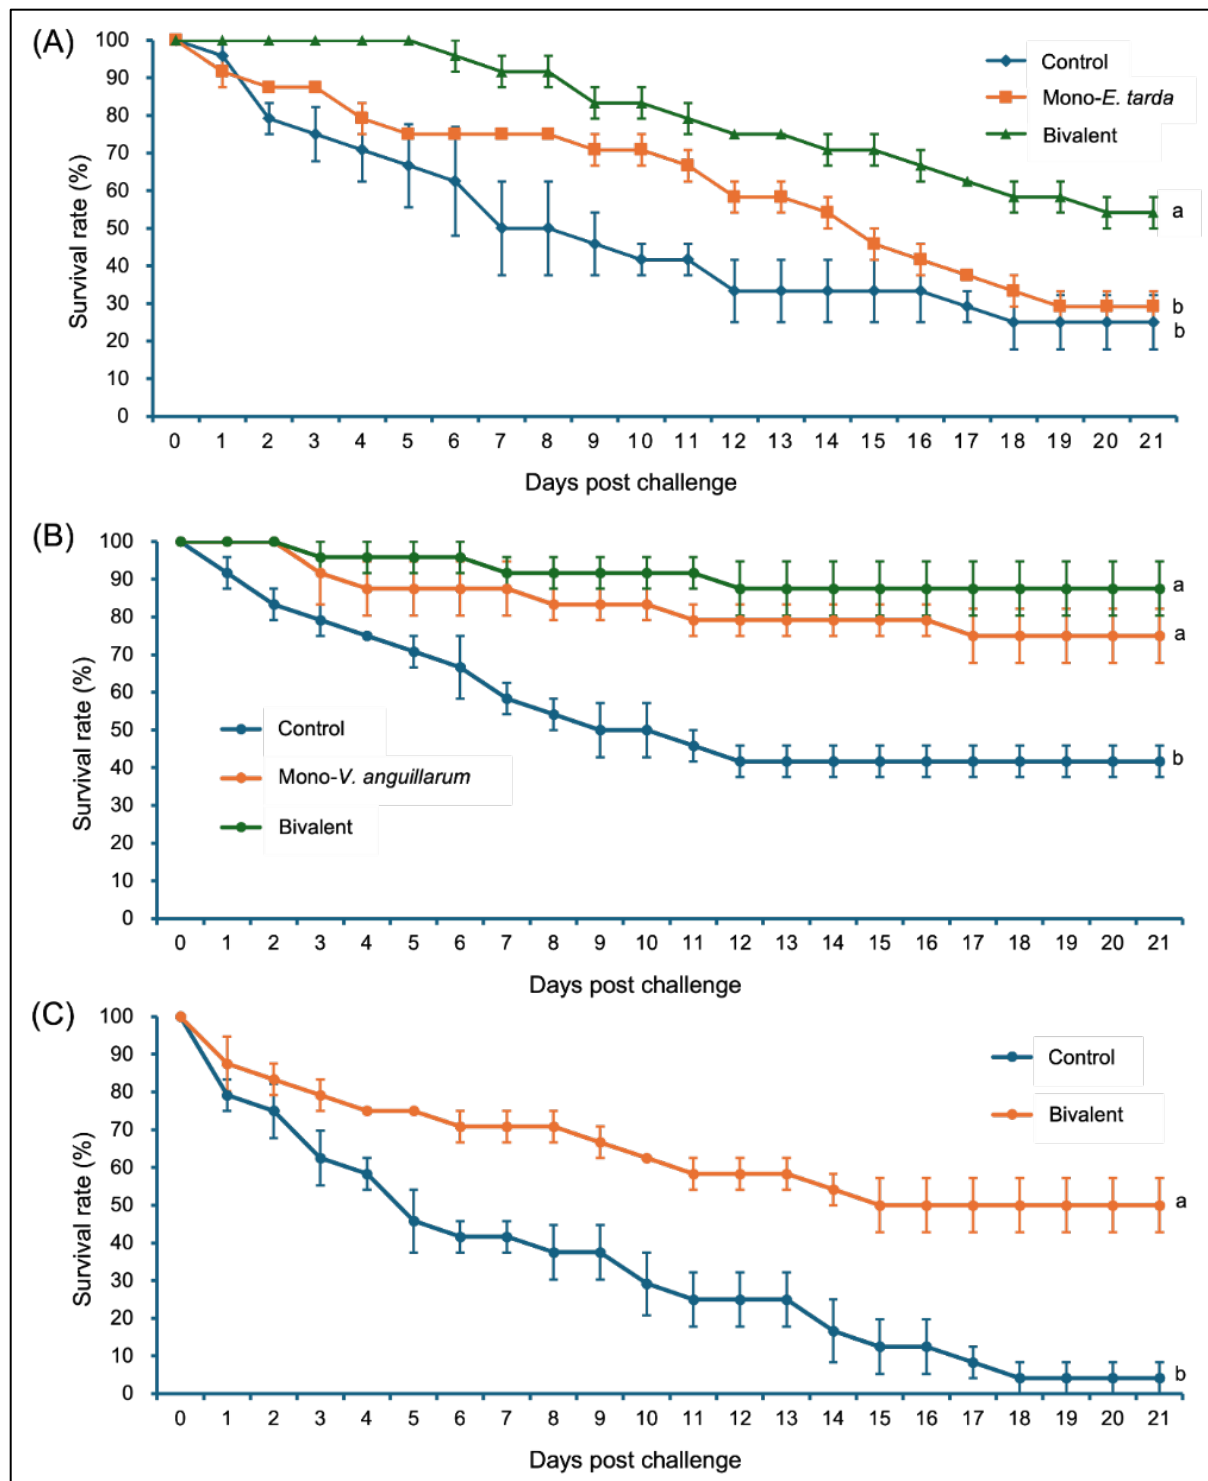 (A)
100
90
80
70
60
50
40
30
20
10
0
Survival rate (%)
Control
Mono-E. tarda
Bivalent
a
b
b
0 1 2 3 4 5 6 7 8 9 10 11 12 13 14 15 16 17 18 19 20 21
Days post challenge
(B)
100
90
80
70
60
50
40
30
20
10
0
Survival rate (%)
Control
Mono-V. anguillarum
Bivalent
a
a
b
0 1 2 3 4 5 6 7 8 9 10 11 12 13 14 15 16 17 18 19 20 21
Days post challenge
(C)
100
90
80
70
60
50
40
30
20
10
0
Survival rate (%)
Control
Bivalent
a
b
0 1 2 3 4 5 6 7 8 9 10 11 12 13 14 15 16 17 18 19 20 21
Days post challenge